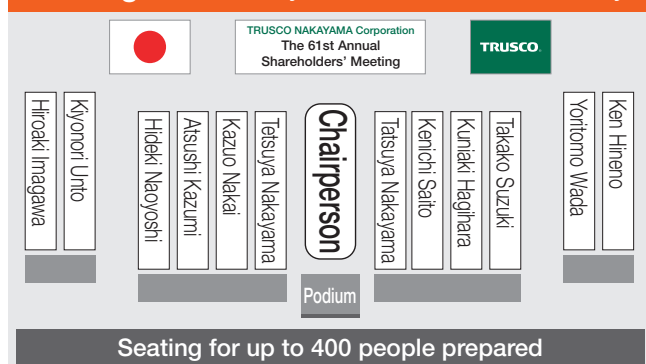 TRUSCO NAKAYAMA Corporation
The 61st Annual
Shareholders' Meeting
TRUSCO.
Hiroaki Imagawa
Kiyonori Unto
Hideki Naoyoshi
Atsushi Kazumi
Kazuo Nakai
Tetsuya Nakayama
Chairperson
Tatsuya Nakayama
Kenichi Saito
Kuniaki Hagihara
Takako Suzuki
Yoritomo Wada
Ken Hineno
Podium
Seating for up to 400 people prepared